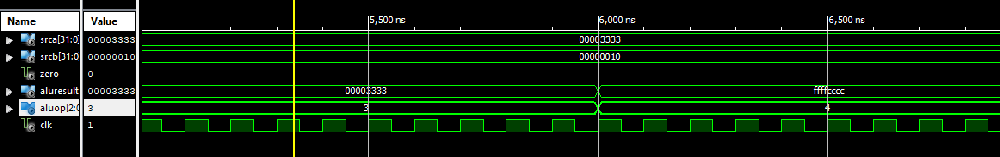 Name Value 5,500 ns 6,000 ns 6,500 ns
srca[31:0] 00003333 00003333
srcb[31:0 00000010 00000010
zero 0
aluresult 00003333 00003333 ffffcccc
aluop[2:0 3 3 4
clk 1